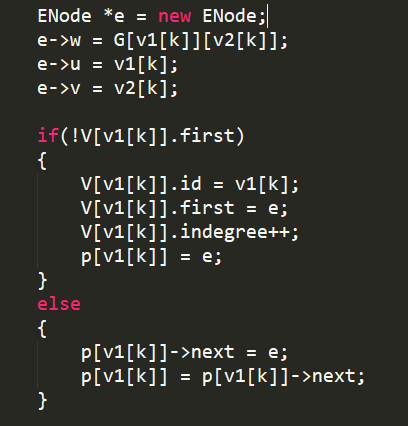 ENode *e = new ENode;
e->w = G[v1[k]][v2[k]];
e->u = v1[k];
e->v = v2[k];

if(!V[v1[k]].first)
{
    V[v1[k]].id = v1[k];
    V[v1[k]].first = e;
    V[v1[k]].indegree++;
    p[v1[k]] = e;
}
else
{
    p[v1[k]]->next = e;
    p[v1[k]] = p[v1[k]]->next;
}